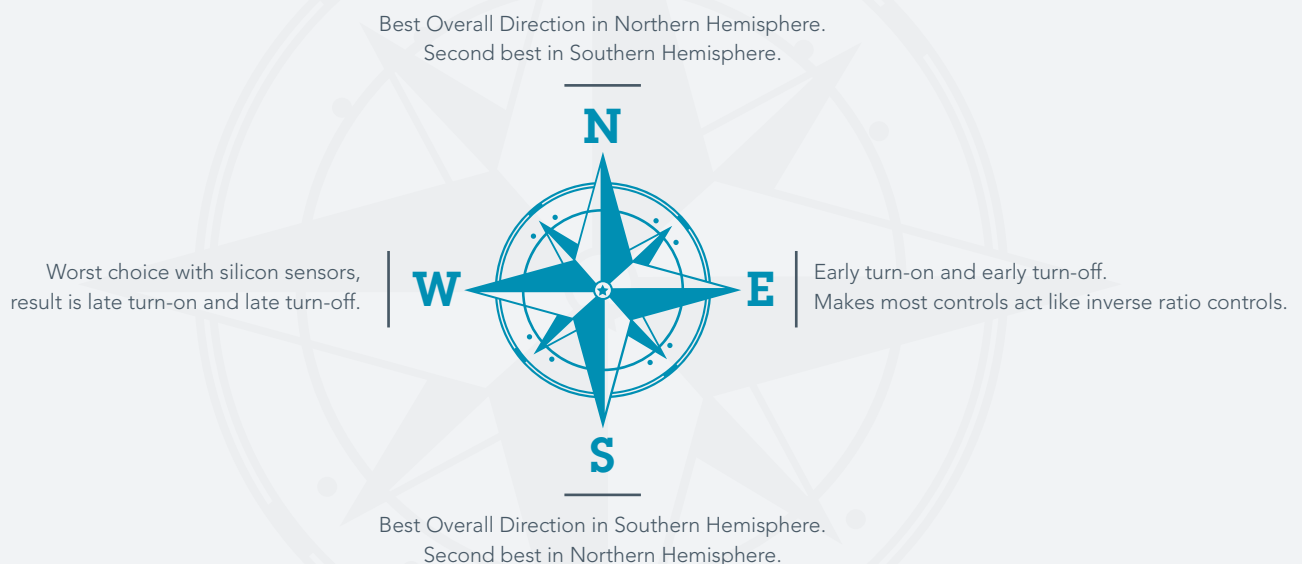 Best Overall Direction in Northern Hemisphere.
Second best in Southern Hemisphere.
N
Worst choice with silicon sensors,
result is late turn-on and late turn-off.
W
E
Early turn-on and early turn-off.
Makes most controls act like inverse ratio controls.
S
Best Overall Direction in Southern Hemisphere.
Second best in Northern Hemisphere.